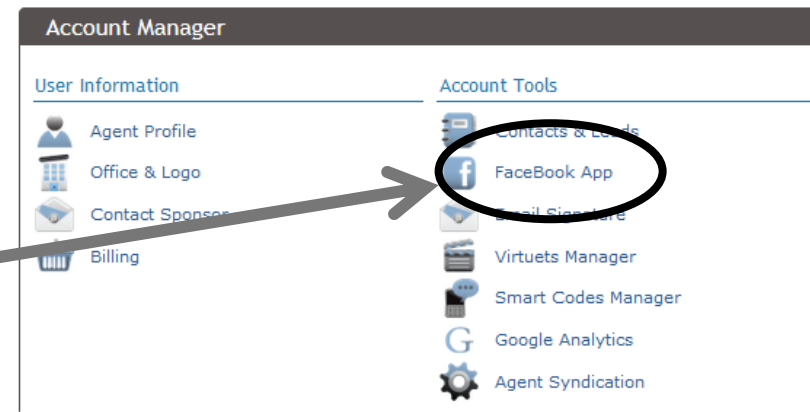 Account Manager
User Information
Agent Profile
Office & Logo
Contact Sponsor
Billing
Account Tools
Contacts & Leads
FaceBook App
Email Signature
Virtuets Manager
Smart Codes Manager
Google Analytics
Agent Syndication